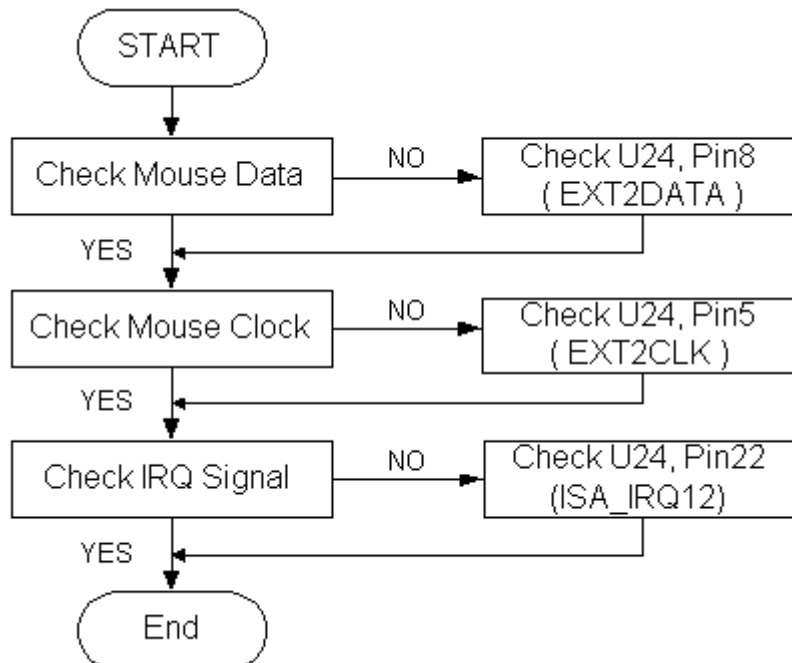 START
Check Mouse Data
NO
Check U24, Pin8
( EXT2DATA )
YES
Check Mouse Clock
NO
Check U24, Pin5
( EXT2CLK )
YES
Check IRQ Signal
NO
Check U24, Pin22
(ISA_IRQ12)
YES
End